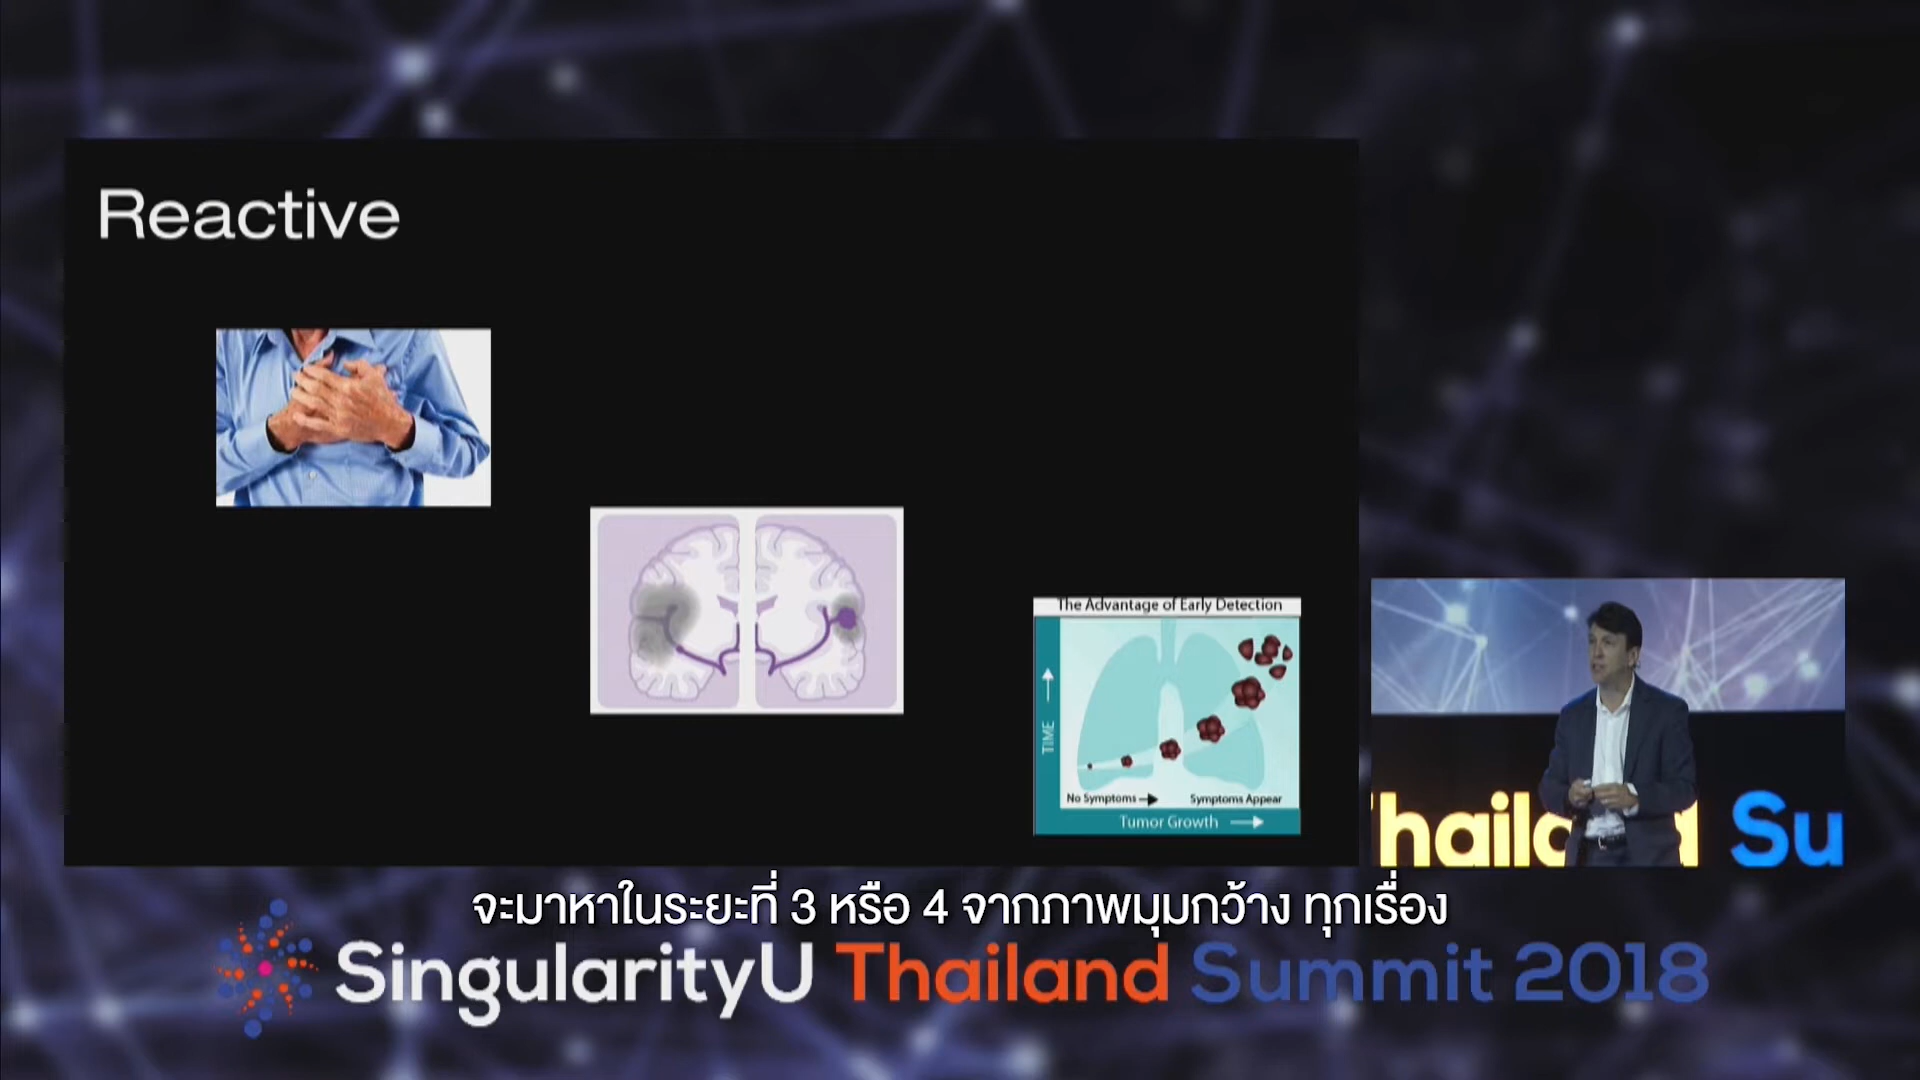 Reactive
The Advantage of Early Detection
TIME
No Symptoms
Symptoms Appear
Tumor Growth
hailand Su
จะมาหาในระยะที่ 3 หรือ 4 จากภาพมุมกว้าง ทุกเรื่อง
SingularityU Thailand Summit 2018